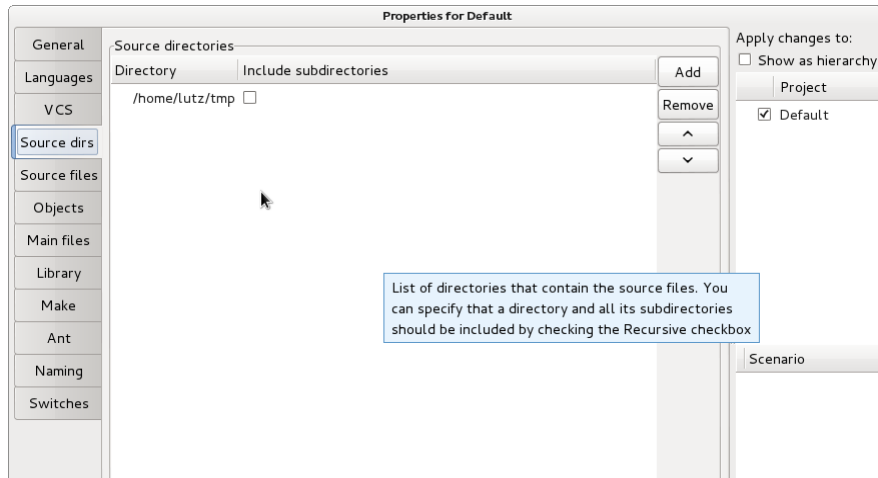 Properties for Default
General
Languages
VCS
Source dirs
Source files
Objects
Main files
Library
Make
Ant
Naming
Switches
Source directories
Directory Include subdirectories
/home/lutz/tmp
Add
Remove
List of directories that contain the source files. You
can specify that a directory and all its subdirectories
should be included by checking the Recursive checkbox
Apply changes to:
Show as hierarchy
Project
Default
Scenario